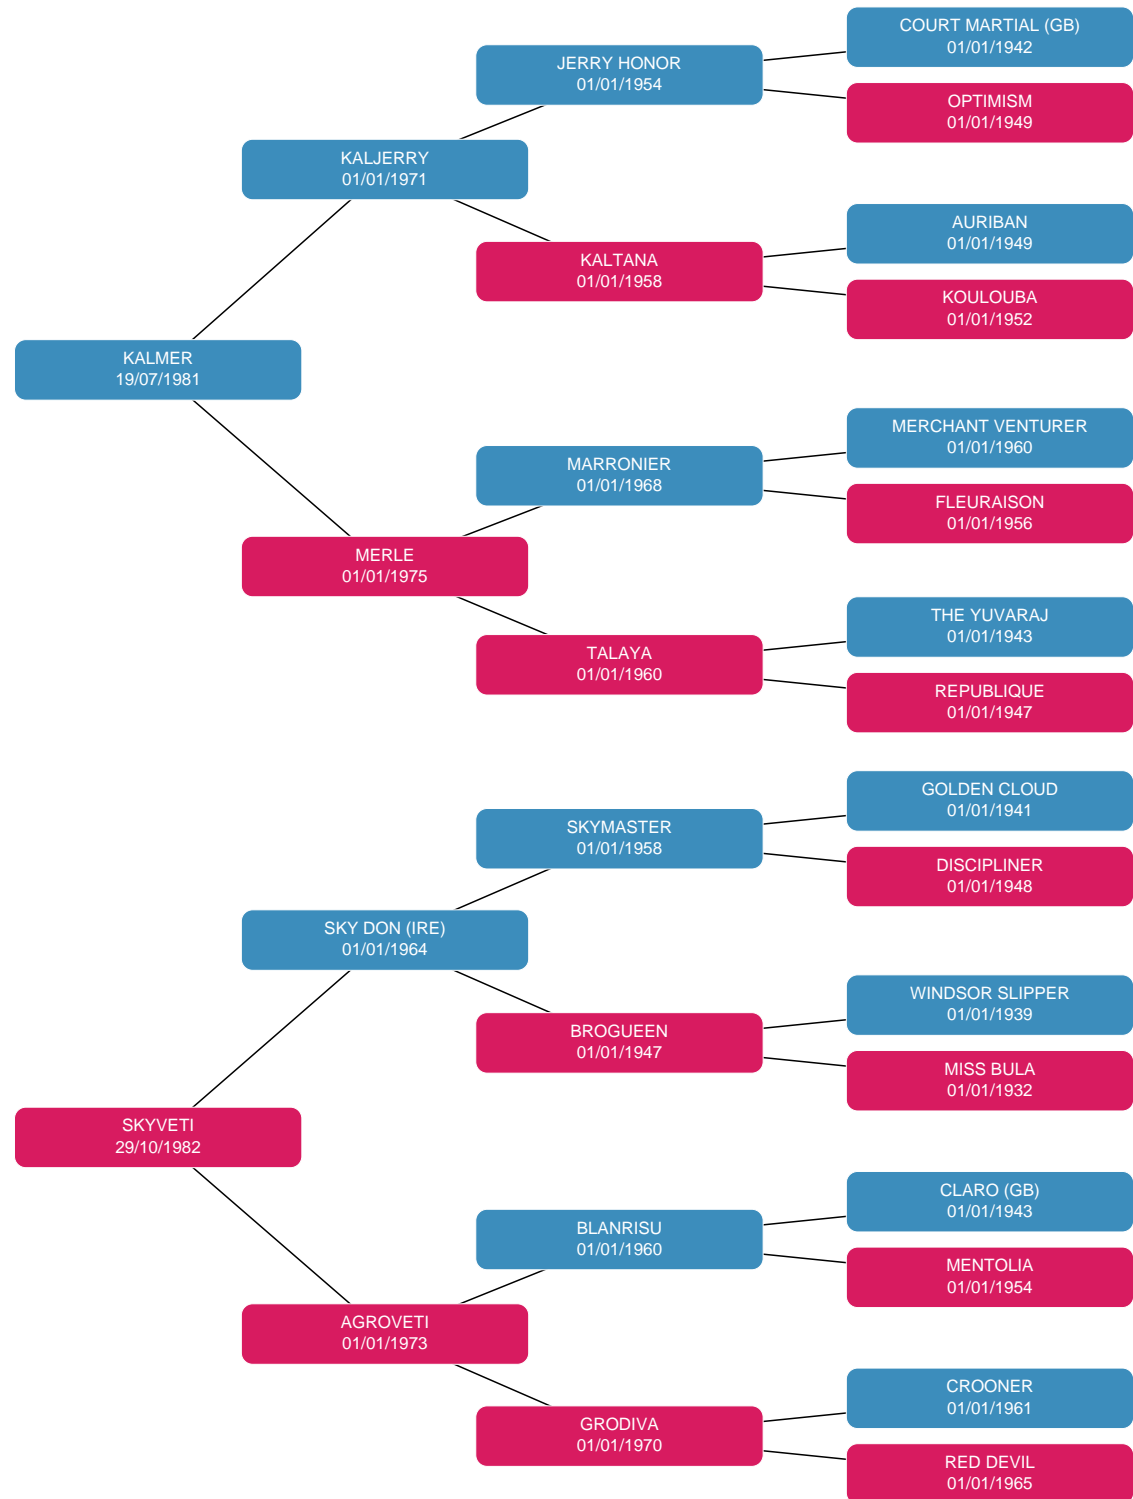 COURT MARTIAL (GB)
01/01/1942
JERRY HONOR
01/01/1954
OPTIMISM
01/01/1949
KALJERRY
01/01/1971
AURIBAN
01/01/1949
KALTANA
01/01/1958
KOULOUBA
01/01/1952
KALMER
19/07/1981
MERCHANT VENTURER
01/01/1960
MARRONIER
01/01/1968
FLEURAISON
01/01/1956
MERLE
01/01/1975
THE YUVARAJ
01/01/1943
TALAYA
01/01/1960
REPUBLIQUE
01/01/1947
GOLDEN CLOUD
01/01/1941
SKYMASTER
01/01/1958
DISCIPLINER
01/01/1948
SKY DON (IRE)
01/01/1964
WINDSOR SLIPPER
01/01/1939
BROGUEEN
01/01/1947
MISS BULA
01/01/1932
SKYVETI
29/10/1982
CLARO (GB)
01/01/1943
BLANRISU
01/01/1960
MENTOLIA
01/01/1954
AGROVETI
01/01/1973
CROONER
01/01/1961
GRODIVA
01/01/1970
RED DEVIL
01/01/1965